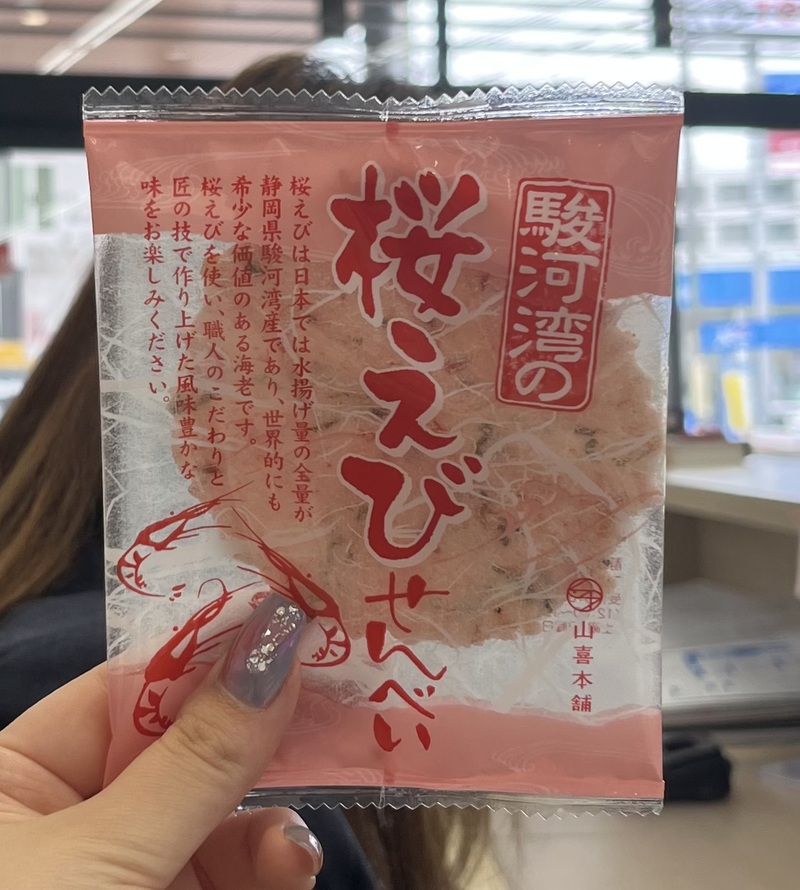 駿河湾の
桜えび
せんべい
桜えびは日本では水揚げ量の全量が
静岡県駿河湾産であり、世界的にも
希少な価値のある海老です。
桜えびを使い、職人のこだわりと
匠の技で作り上げた風味豊かな
味をお楽しみください。
山喜本舗